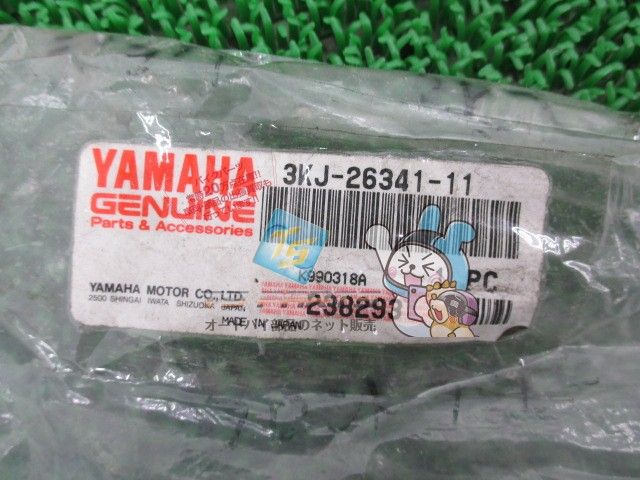 YAMAHA
GENUINE
Parts & Accessories
3KJ-26341-11
K990318A
PC
YAMAHA MOTOR CO., LTD.
2500 SHINGAI IWATA SHIZUOKA JAPAN
MADE IN JAPAN
238293
のネット販売